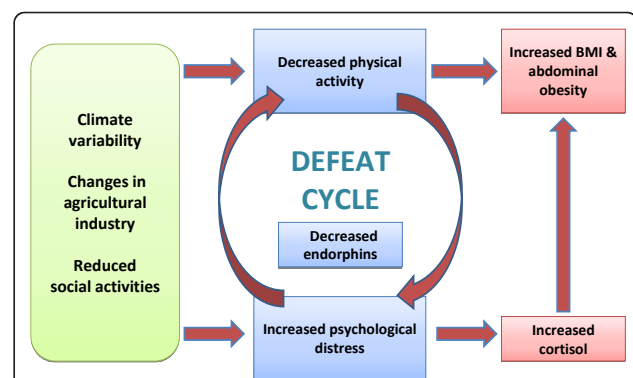 Climate
variability
Changes in
agricultural
industry
Reduced
social activities
Decreased physical
activity
DEFEAT
CYCLE
Decreased
endorphins
Increased psychological
distress
Increased BMI &
abdominal
obesity
Increased
cortisol